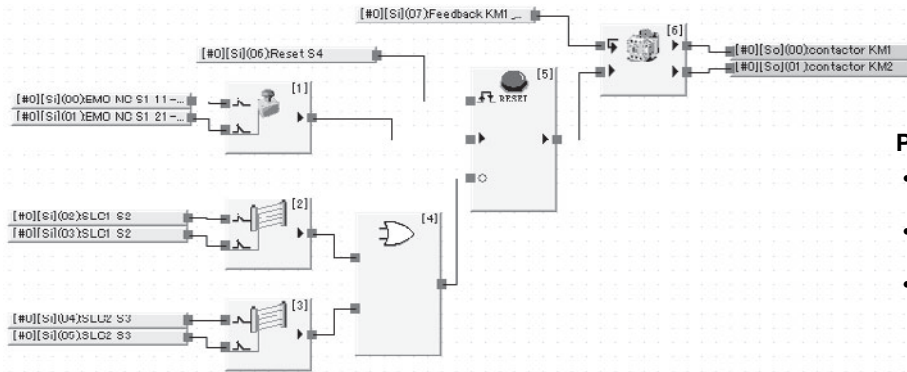 [#0][Si](07):Feedback KM1 _...
[6]
[#0][So](00):contactor KM1
[#0][So](01):contactor KM2
[#0][Si](06):Reset S4
[5]
RESET
[#0][Si](00):EMO NC S1 11-...
[#0][Si](01):EMO NC S1 21-...
[1]
P
[#0][Si](02):SLC1 S2
[#0][Si](03):SLC1 S2
[2]
[4]
[#0][Si](04):SLC2 S3
[#0][Si](05):SLC2 S3
[3]